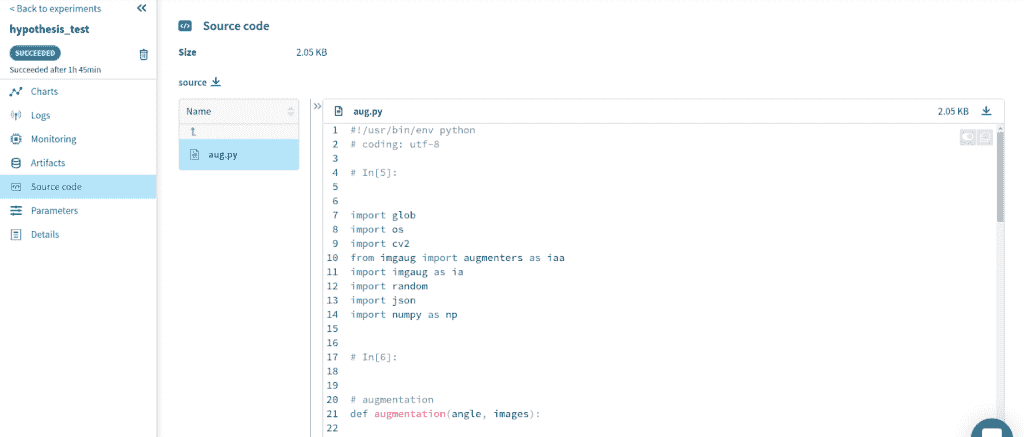 < Back to experiments
hypothesis_test
SUCCEEDED
Succeeded after 1h 45min
Charts
Logs
Monitoring
Artifacts
Source code
Parameters
Details
Source code
Size 2.05 KB
source
Name
aug.py
aug.py 2.05 KB
1 #!/usr/bin/env python
2 # coding: utf-8
3
4 # In[5]:
5
6
7 import glob
8 import os
9 import cv2
10 from imgaug import augmenters as iaa
11 import imgaug as ia
12 import random
13 import json
14 import numpy as np
15
16
17 # In[6]:
18
19
20 # augmentation
21 def augmentation(angle, images):
22